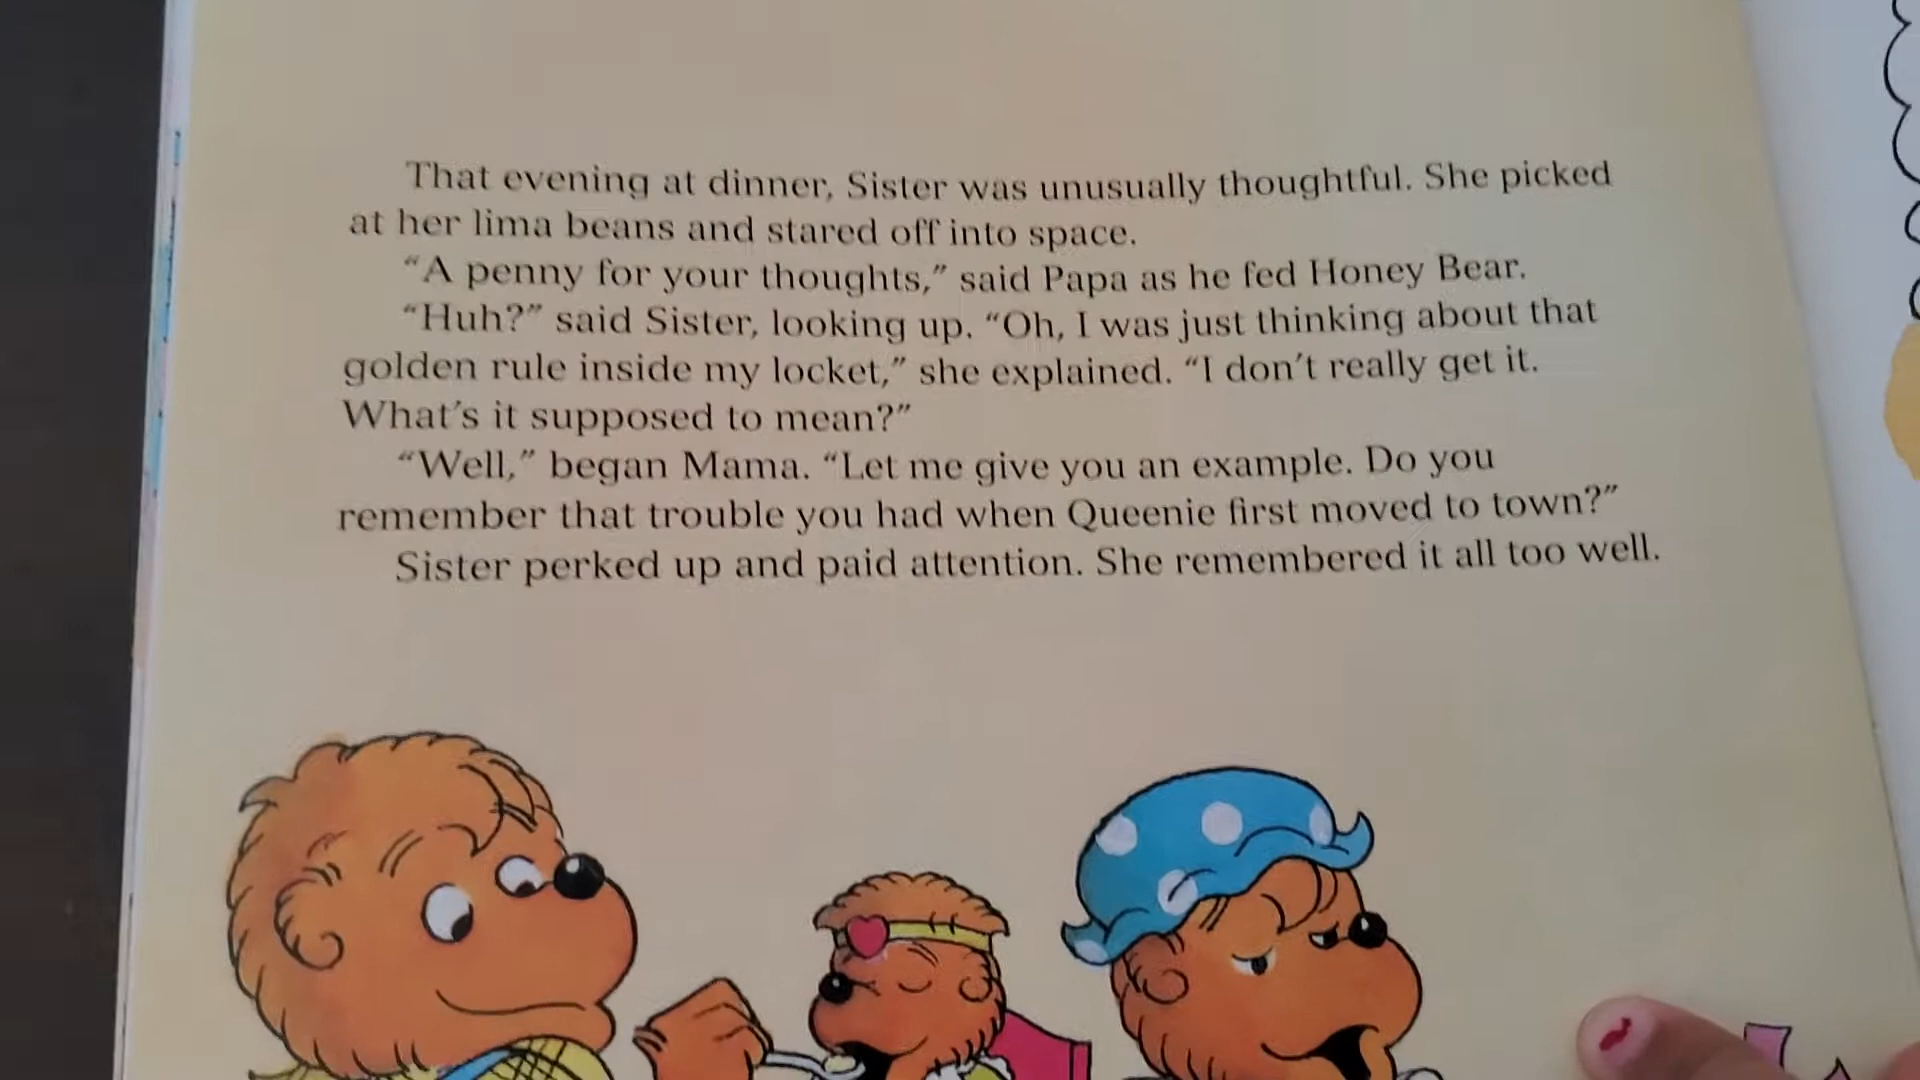 That evening at dinner, Sister was unusually thoughtful. She picked
at her lima beans and stared off into space.
“A penny for your thoughts,” said Papa as he fed Honey Bear.
“Huh?” said Sister, looking up. “Oh, I was just thinking about that
golden rule inside my locket,” she explained. “I don’t really get it.
What’s it supposed to mean?”
“Well,” began Mama. “Let me give you an example. Do you
remember that trouble you had when Queenie first moved to town?”
Sister perked up and paid attention. She remembered it all too well.